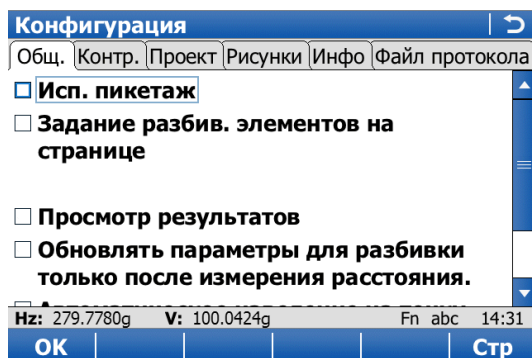 Конфигурация
Общ. Контр. Проект Рисунки Инфо Файл протокола
Исп. пикетаж
Задание разбив. элементов на
странице
Просмотр результатов
Обновлять параметры для разбивки
только после измерения расстояния.
Hz: 279.7780g V: 100.0424g Fn abc 14:31
OK Стр